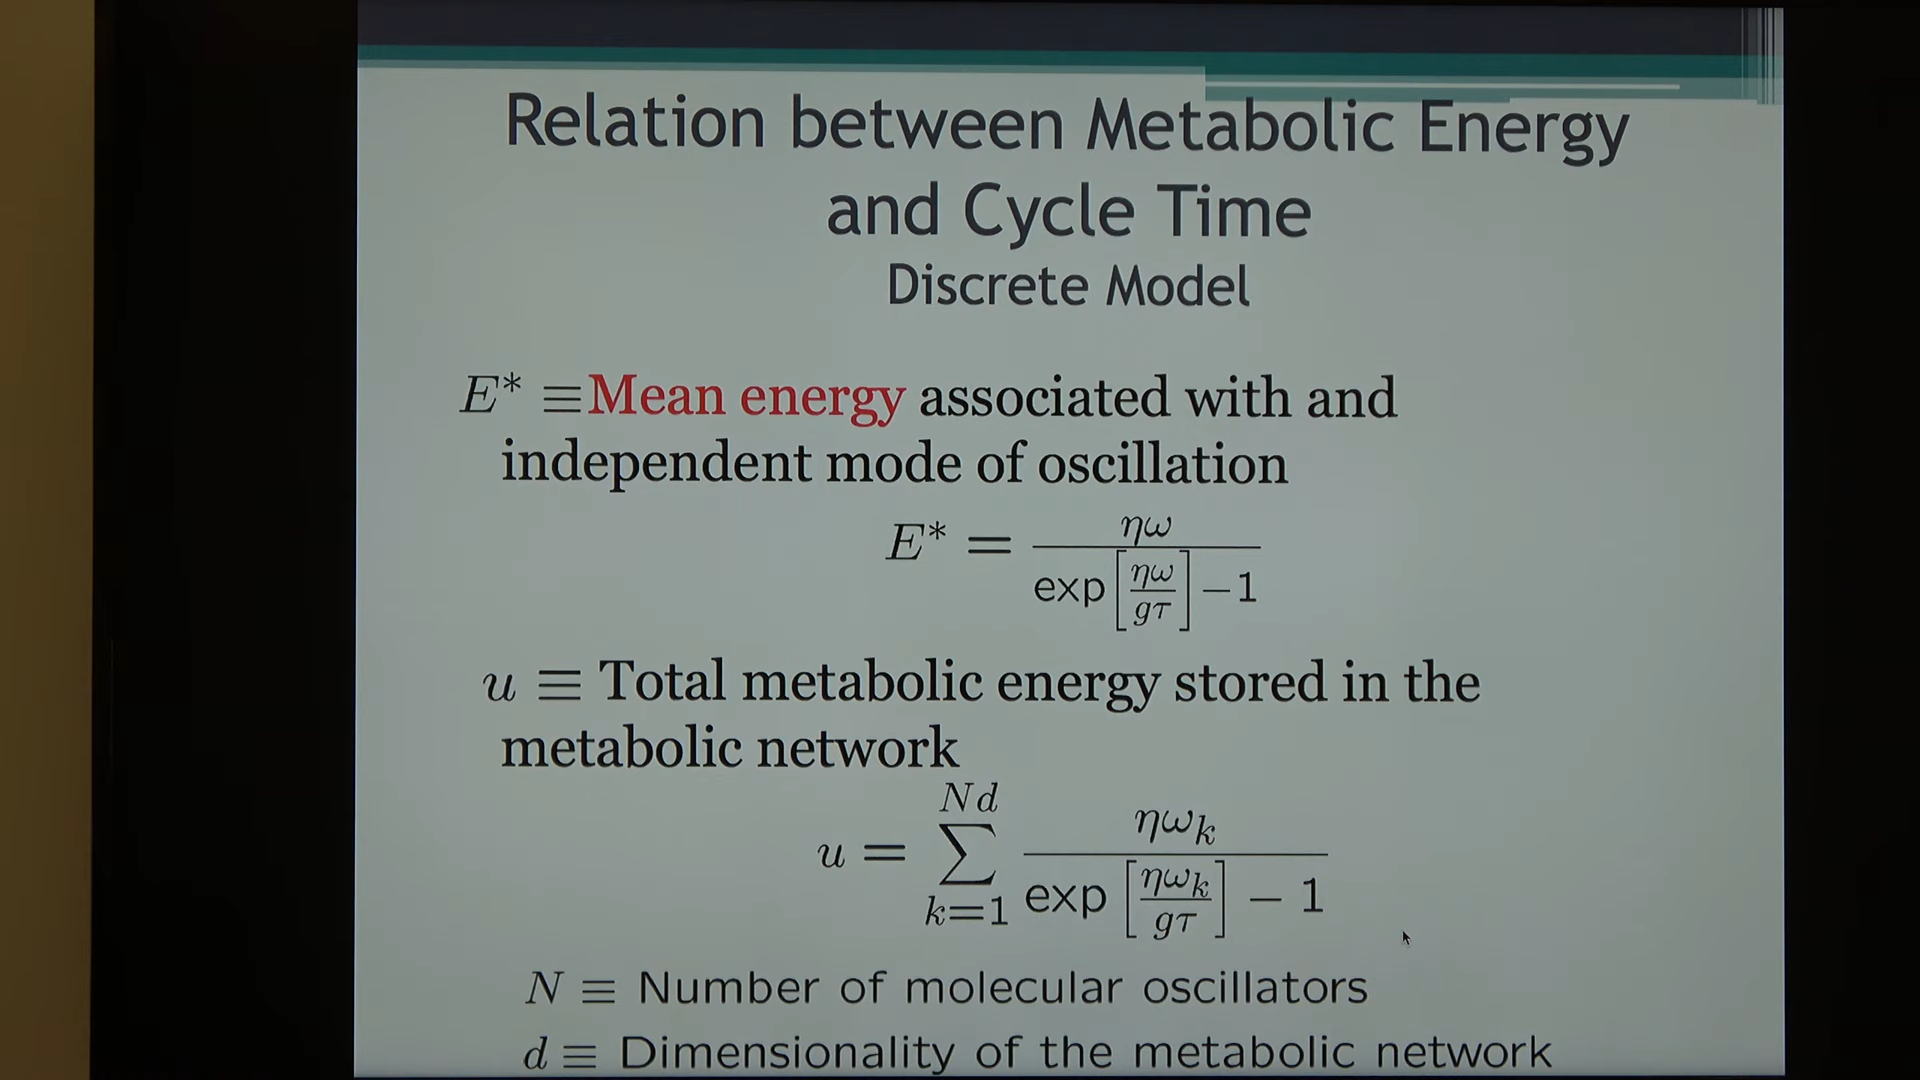 Relation between Metabolic Energy
and Cycle Time
Discrete Model
E* ≡Mean energy associated with and
independent mode of oscillation
E* = ηω / (exp[ηω/gτ] − 1)
u ≡ Total metabolic energy stored in the
metabolic network
u = ∑_{k=1}^{Nd} ηω_k / (exp[ηω_k/gτ] − 1)
N ≡ Number of molecular oscillators
d ≡ Dimensionality of the metabolic network